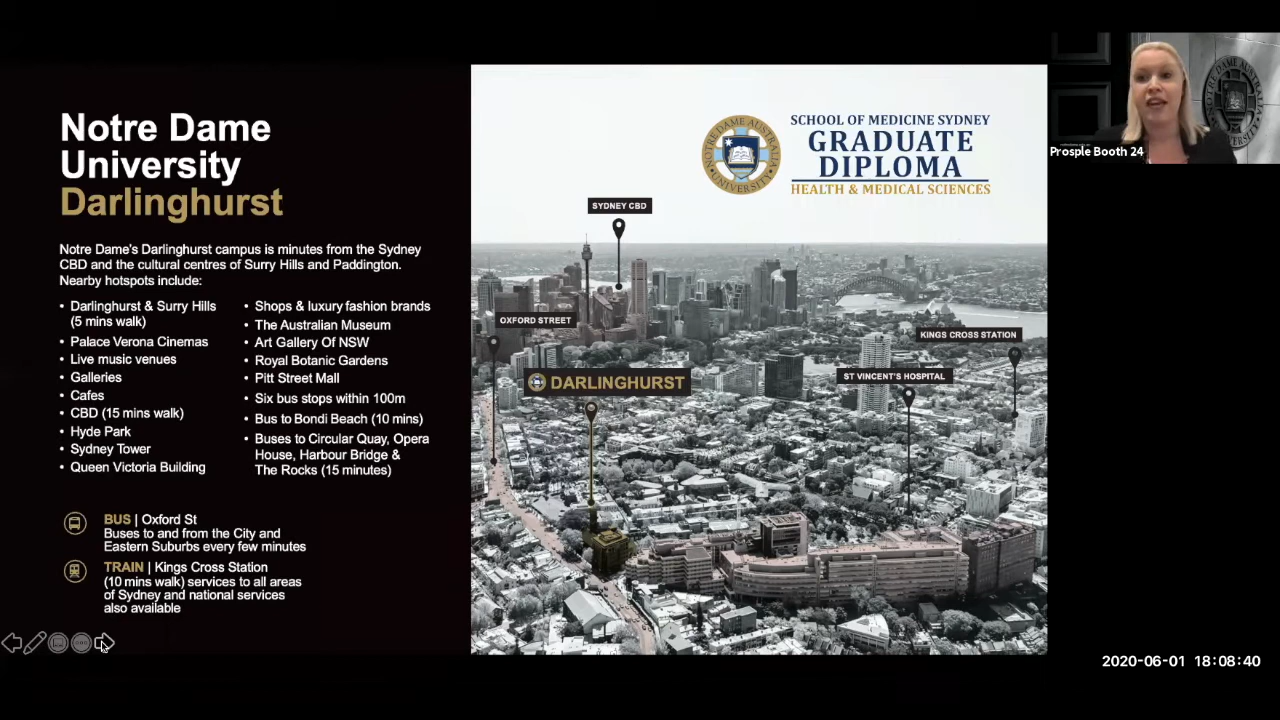 Notre Dame
University
Darlinghurst
Notre Dame's Darlinghurst campus is minutes from the Sydney
CBD and the cultural centres of Surry Hills and Paddington.
Nearby hotspots include:
• Darlinghurst & Surry Hills
(5 mins walk)
• Palace Verona Cinemas
• Live music venues
• Galleries
• Cafes
• CBD (15 mins walk)
• Hyde Park
• Sydney Tower
• Queen Victoria Building
• Shops & luxury fashion brands
• The Australian Museum
• Art Gallery Of NSW
• Royal Botanic Gardens
• Pitt Street Mall
• Six bus stops within 100m
• Bus to Bondi Beach (10 mins)
• Buses to Circular Quay, Opera
House, Harbour Bridge &
The Rocks (15 minutes)
BUS | Oxford St
Buses to and from the City and
Eastern Suburbs every few minutes
TRAIN | Kings Cross Station
(10 mins walk) services to all areas
of Sydney and national services
also available
NOTRE DAME AUSTRALIA
UNIVERSITY
SCHOOL OF MEDICINE SYDNEY
GRADUATE
DIPLOMA
HEALTH & MEDICAL SCIENCES
SYDNEY CBD
OXFORD STREET
KINGS CROSS STATION
ST VINCENT'S HOSPITAL
DARLINGHURST
NOTRE DAME AUSTRALIA
Prosple Booth 24
2020-06-01 18:08:40